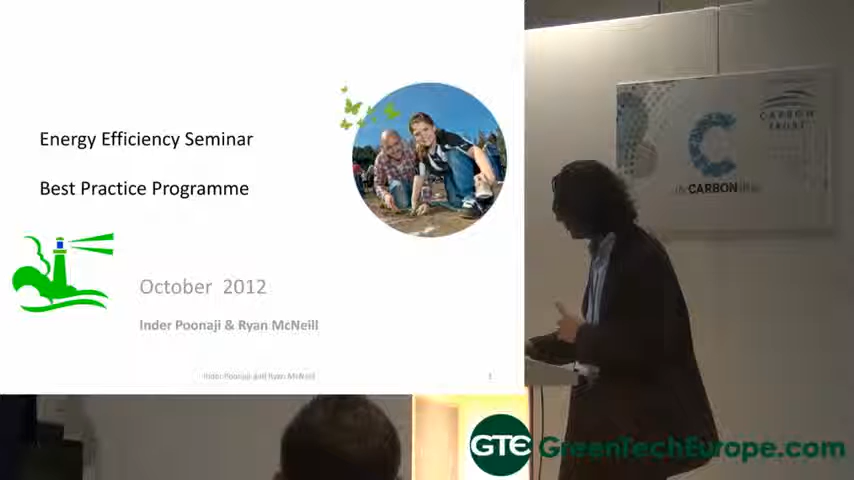 Energy Efficiency Seminar
Best Practice Programme
October 2012
Inder Poonaji & Ryan McNeill
Inder Poonaji and Ryan McNeill
1
CARBON
TRUST
CARBON
GTE GreenTechEurope.com